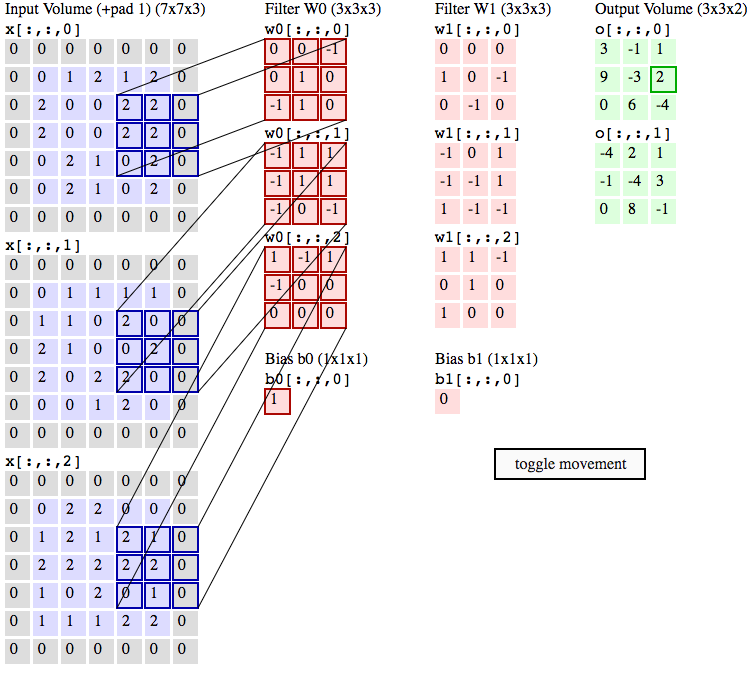 Input Volume (+pad 1) (7x7x3)
x[:,:,0]
0 0 0 0 0 0 0
0 0 1 2 1 2 0
0 2 0 0 2 2 0
0 2 0 0 2 2 0
0 0 2 1 0 2 0
0 0 2 1 0 2 0
0 0 0 0 0 0 0
x[:,:,1]
0 0 0 0 0 0 0
0 0 1 1 1 1 0
0 1 1 0 2 0 0
0 2 1 0 0 2 0
0 2 0 2 2 0 0
0 0 0 1 2 0 0
0 0 0 0 0 0 0
x[:,:,2]
0 0 0 0 0 0 0
0 0 2 2 0 0 0
0 1 2 1 2 1 0
0 2 2 2 2 2 0
0 1 0 2 0 1 0
0 1 1 1 2 2 0
0 0 0 0 0 0 0
Filter W0 (3x3x3)
w0[:,:,0]
0 0 -1
0 1 0
-1 1 0
w0[:,:,1]
-1 1 1
-1 1 1
-1 0 -1
w0[:,:,2]
1 -1 1
-1 0 0
0 0 0
Bias b0 (1x1x1)
b0[:,:,0]
1
Filter W1 (3x3x3)
w1[:,:,0]
0 0 0
1 0 -1
0 -1 0
w1[:,:,1]
-1 0 1
-1 -1 1
1 -1 -1
w1[:,:,2]
1 1 -1
0 1 0
1 0 0
Bias b1 (1x1x1)
b1[:,:,0]
0
Output Volume (3x3x2)
o[:,:,0]
3 -1 1
9 -3 2
0 6 -4
o[:,:,1]
-4 2 1
-1 -4 3
0 8 -1
toggle movement